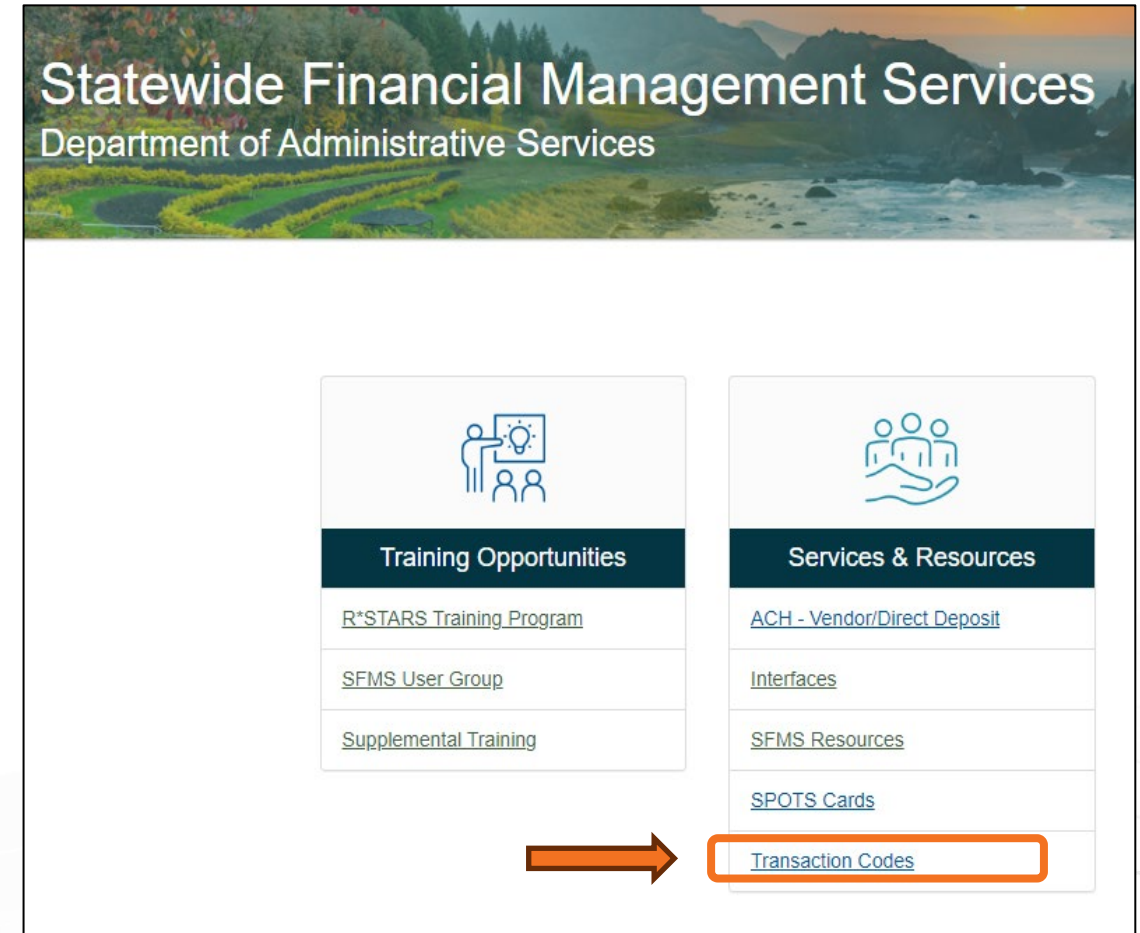 Statewide Financial Management Services
Department of Administrative Services
Training Opportunities
R*STARS Training Program
SFMS User Group
Supplemental Training
Services & Resources
ACH - Vendor/Direct Deposit
Interfaces
SFMS Resources
SPOTS Cards
Transaction Codes